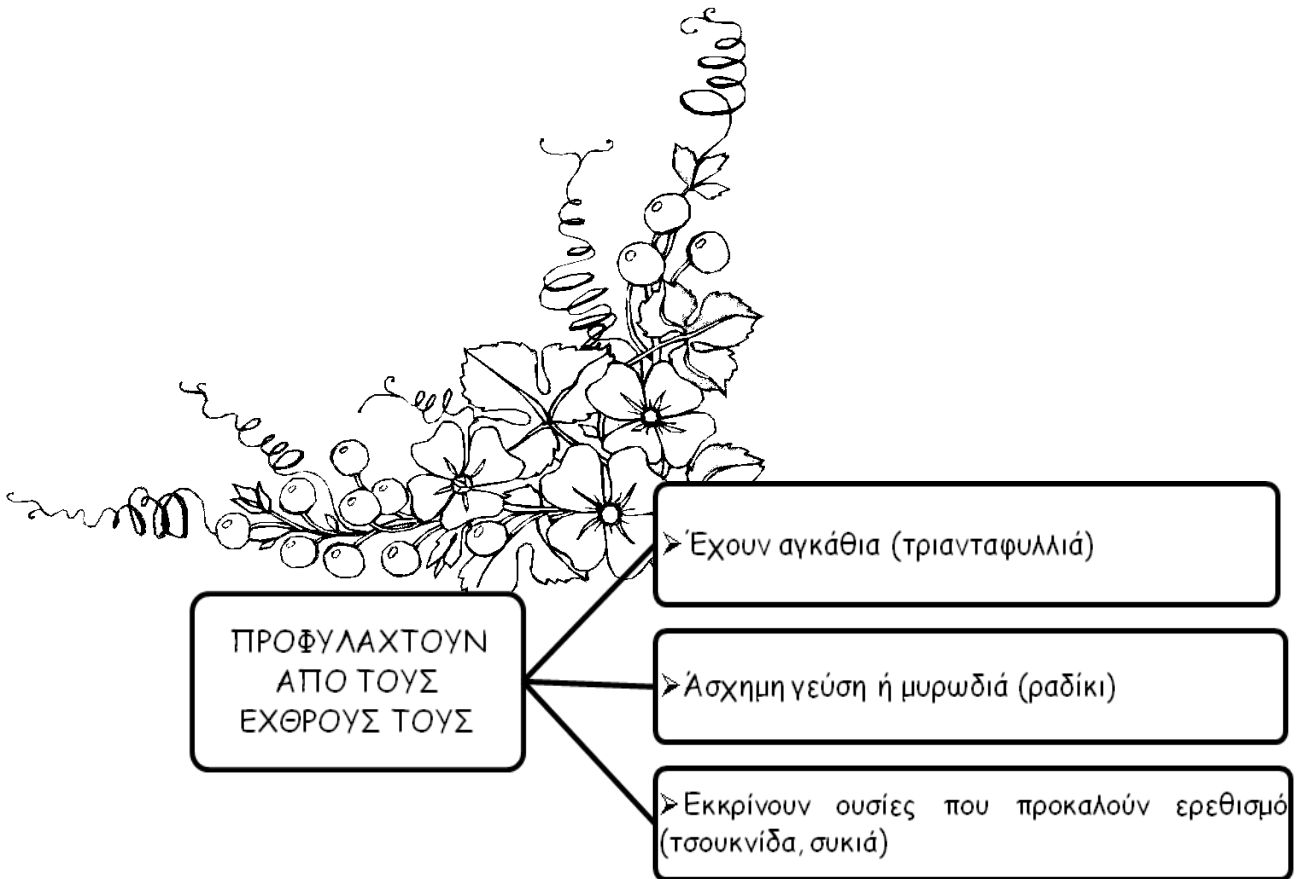 ΠΡΟΦΥΛΑΧΤΟΥΝ
ΑΠΟ ΤΟΥΣ
ΕΧΘΡΟΥΣ ΤΟΥΣ
➢ Έχουν αγκάθια (τριανταφυλλιά)
➢ Άσχημη γεύση ή μυρωδιά (ραδίκι)
➢ Εκκρίνουν ουσίες που προκαλούν ερεθισμό
(τσουκνίδα, συκιά)